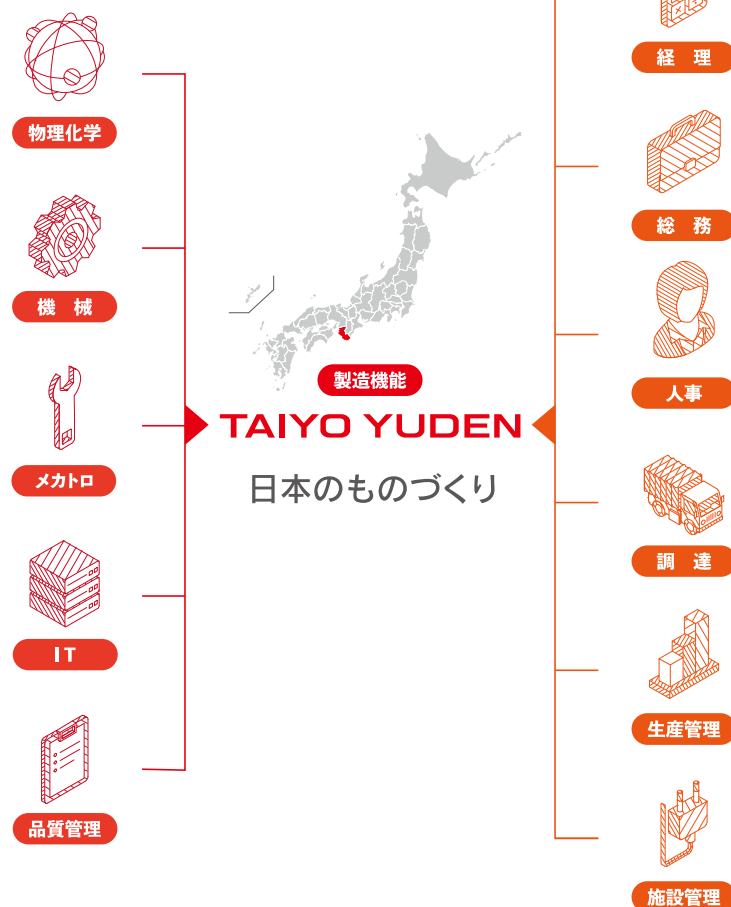 物理化学
機 械
メカトロ
IT
品質管理
製造機能
TAIYO YUDEN
日本のものづくり
経 理
総 務
人事
調 達
生産管理
施設管理